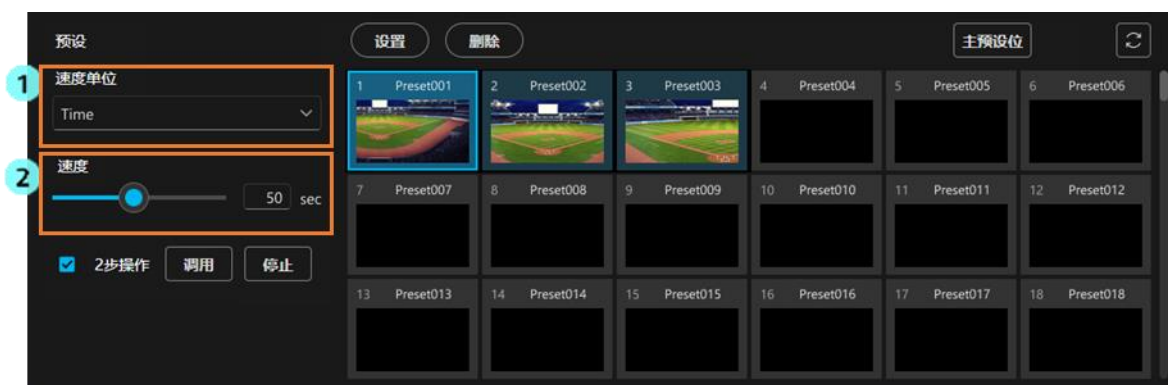 预设
设置
删除
主预设位
1
速度单位
Time
2
速度
50 sec
2步操作
调用
停止
1 Preset001
2 Preset002
3 Preset003
4 Preset004
5 Preset005
6 Preset006
7 Preset007
8 Preset008
9 Preset009
10 Preset010
11 Preset011
12 Preset012
13 Preset013
14 Preset014
15 Preset015
16 Preset016
17 Preset017
18 Preset018